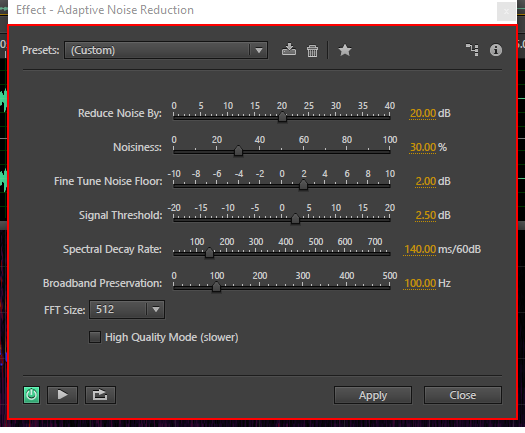 Effect - Adaptive Noise Reduction
Presets: (Custom)
0 5 10 15 20 25 30 35 40
Reduce Noise By: 20.00 dB
0 20 40 60 80 100
Noisiness: 30.00 %
-10 -8 -6 -4 -2 0 2 4 6 8 10
Fine Tune Noise Floor: 2.00 dB
-20 -15 -10 -5 0 5 10 15 20
Signal Threshold: 2.50 dB
100 200 300 400 500 600 700
Spectral Decay Rate: 140.00 ms/60dB
0 100 200 300 400 500
Broadband Preservation: 100.00 Hz
FFT Size: 512
High Quality Mode (slower)
Apply Close